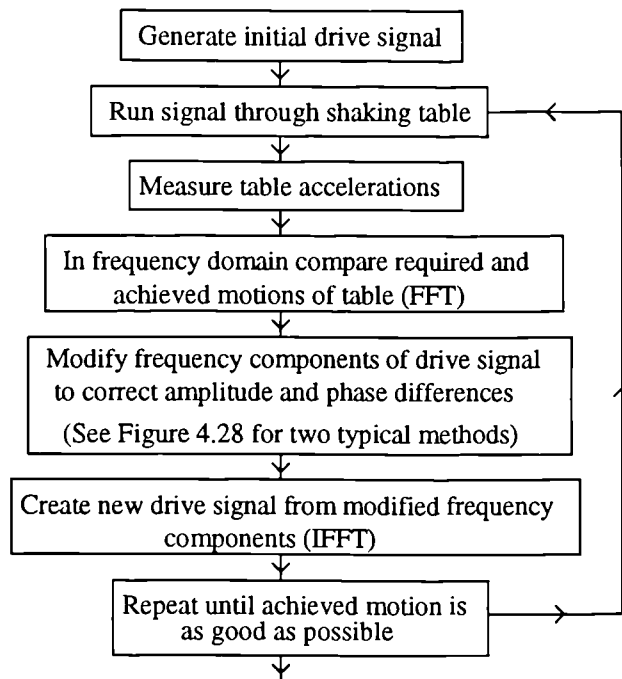 Generate initial drive signal
Run signal through shaking table
Measure table accelerations
In frequency domain compare required and
achieved motions of table (FFT)
Modify frequency components of drive signal
to correct amplitude and phase differences
(See Figure 4.28 for two typical methods)
Create new drive signal from modified frequency
components (IFFT)
Repeat until achieved motion is
as good as possible